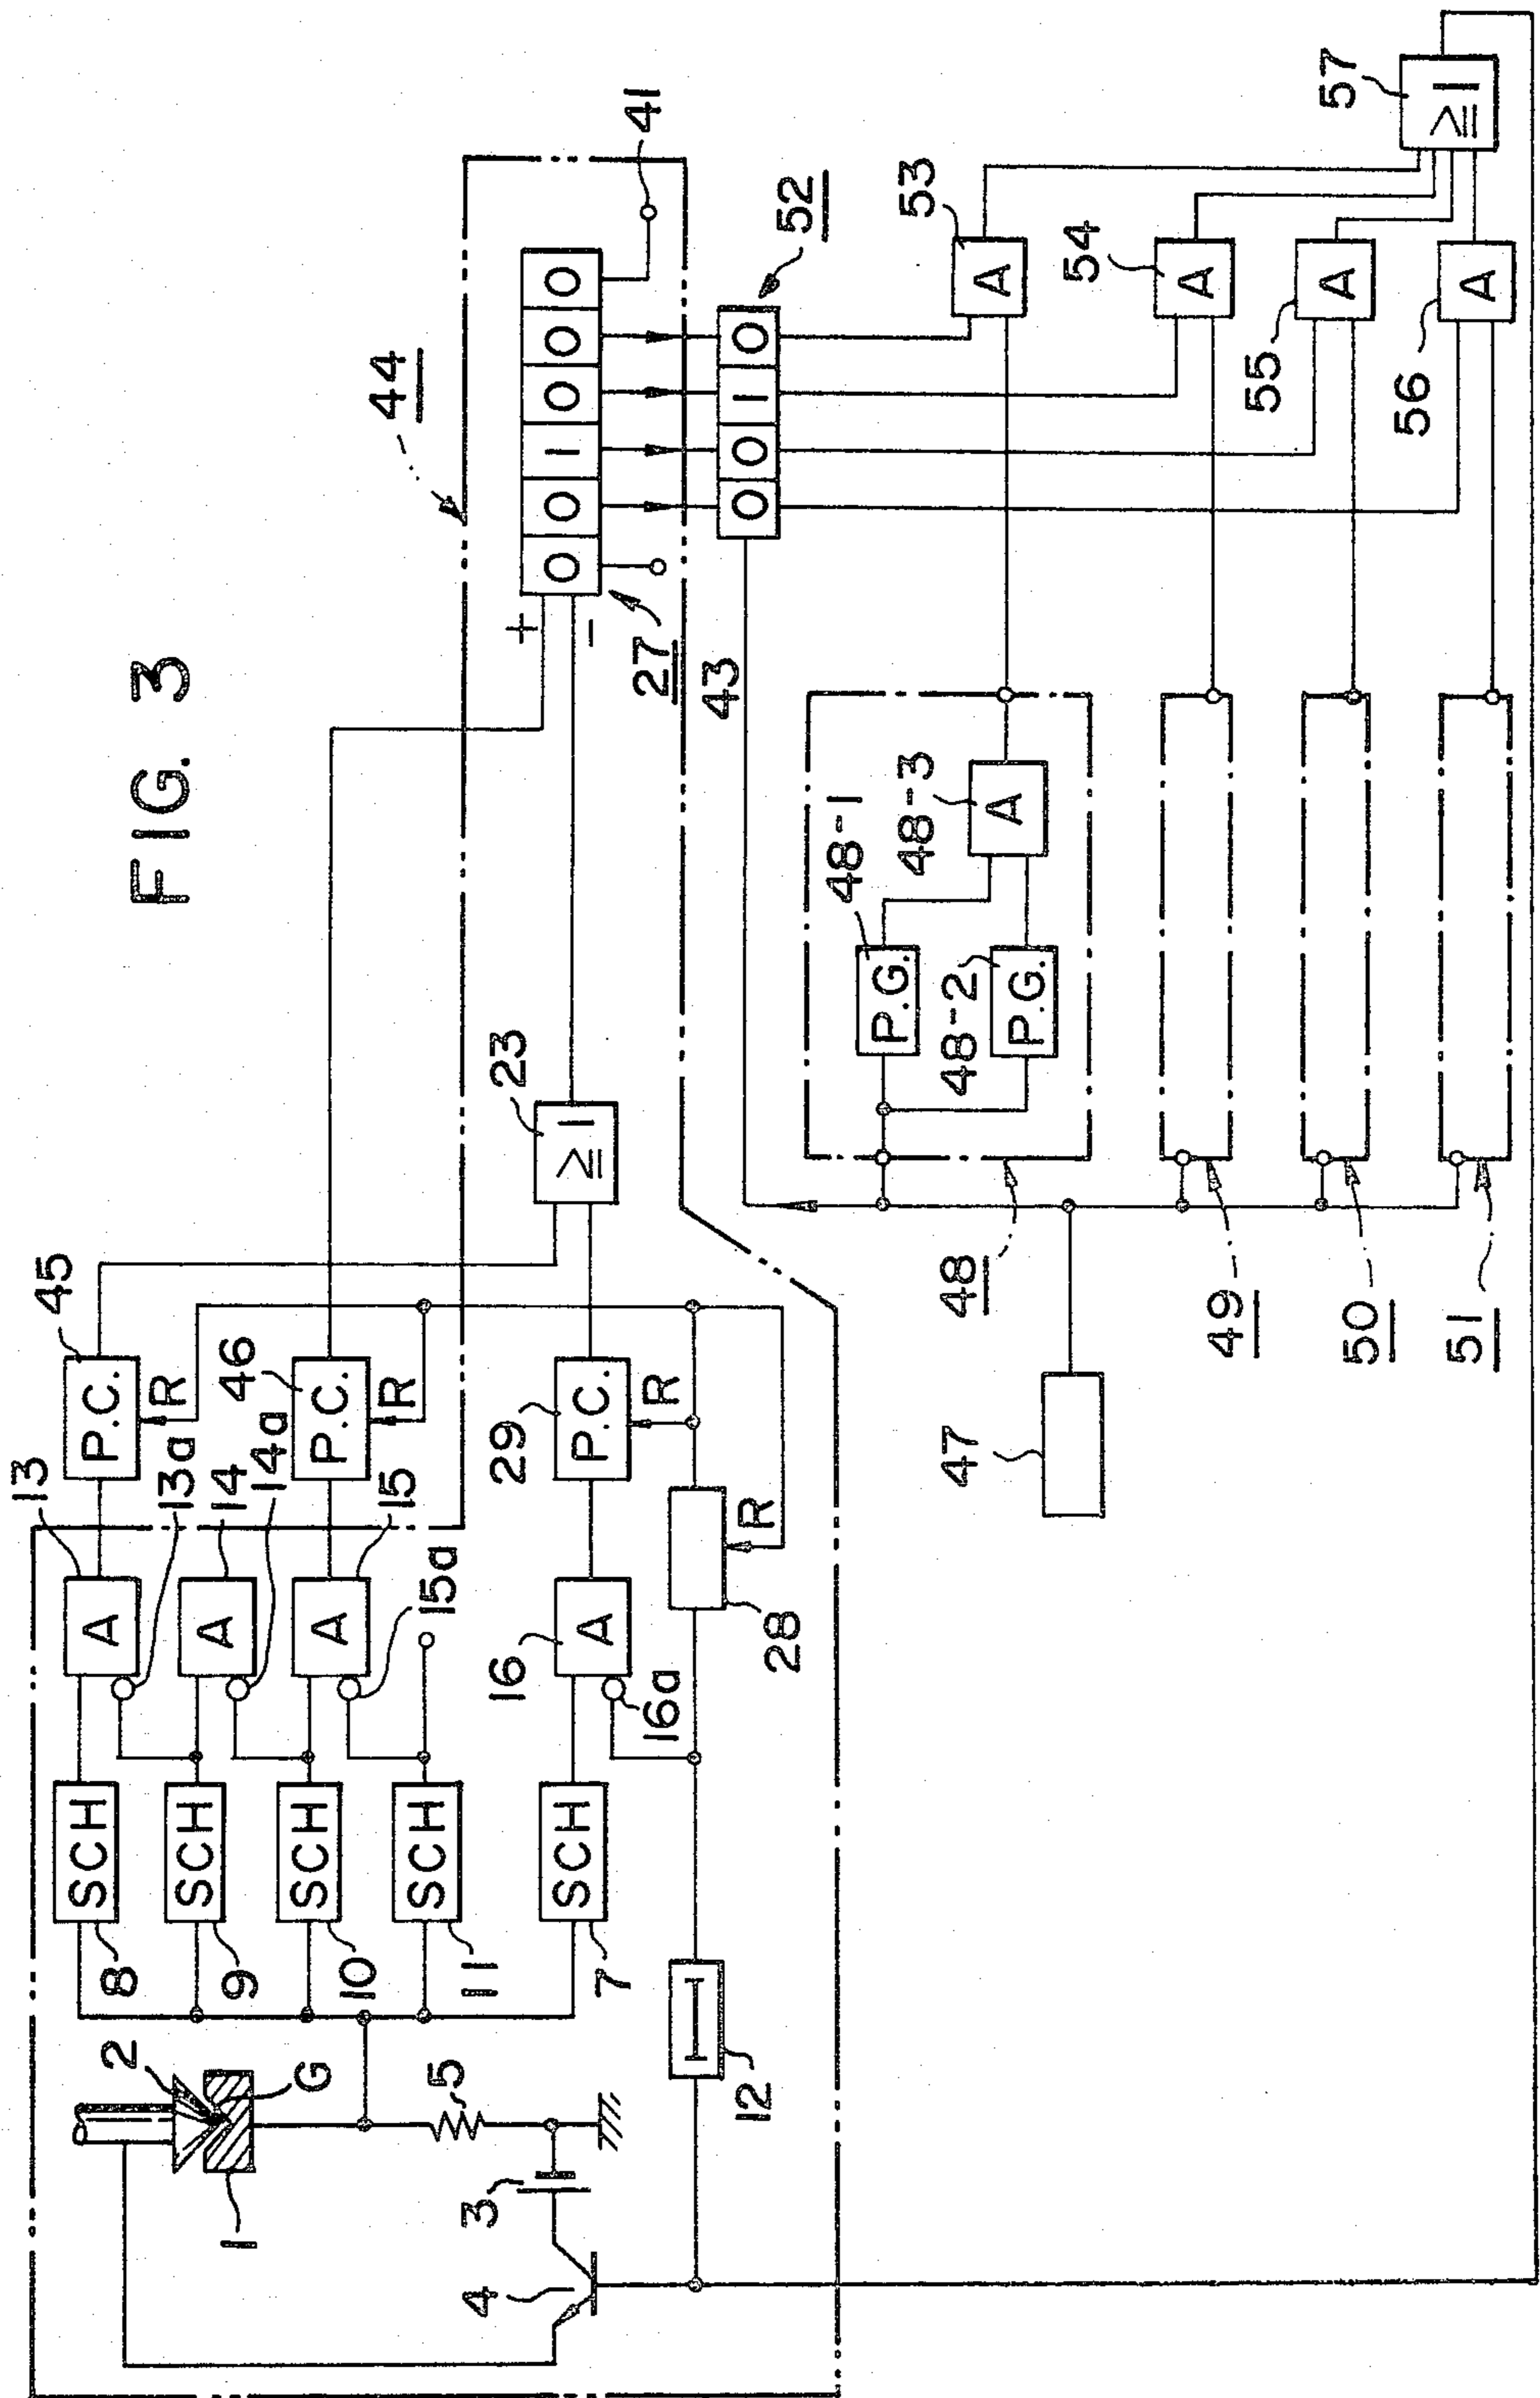 FIG. 3
44
41
57
≧1
52
53
54
55
56
A
A
A
A
0 0 1 0 0 0
0 0 1 0
+
−
27
43
23
≧1
45
P.C.
R
46
P.C.
R
29
P.C.
R
13
13a
14
14a
15
15a
16
16a
A
A
A
A
28
R
SCH
SCH
SCH
SCH
SCH
8
9
10
11
7
12
2
G
1
5
3
4
48-1
48-2
48-3
P.G.
P.G.
A
47
48
49
50
51